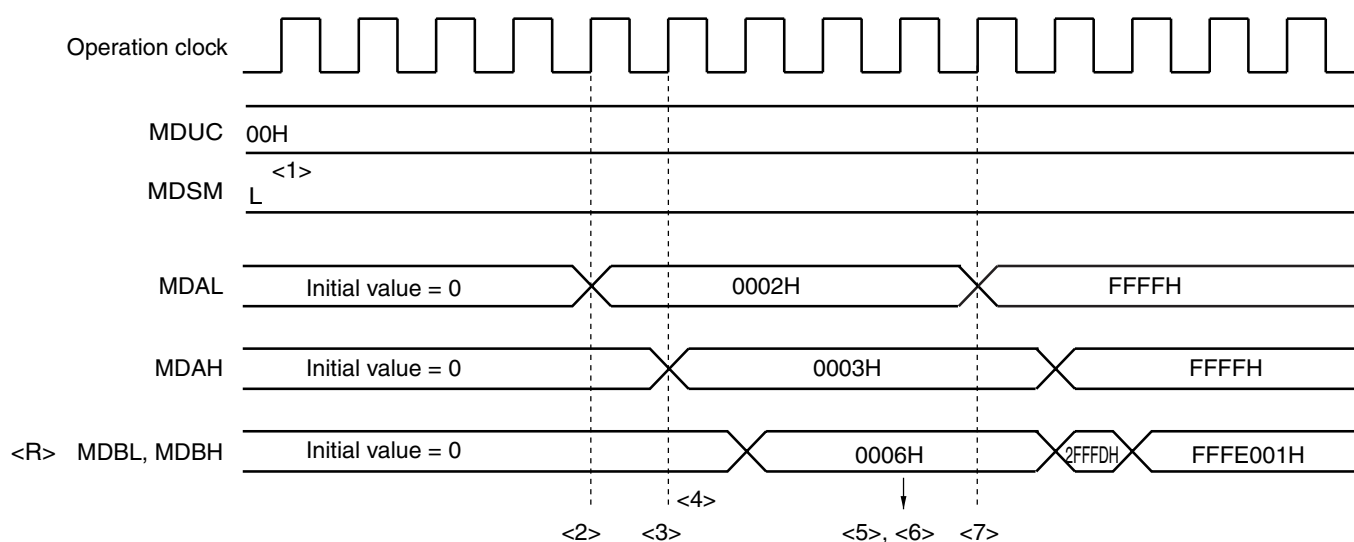 Operation clock
MDUC 00H
<1>
MDSM L
MDAL Initial value = 0 0002H FFFFH
MDAH Initial value = 0 0003H FFFFH
<R> MDBL, MDBH Initial value = 0 0006H 2FFFDH FFFE001H
<4>
<2> <3> <5>, <6> <7>